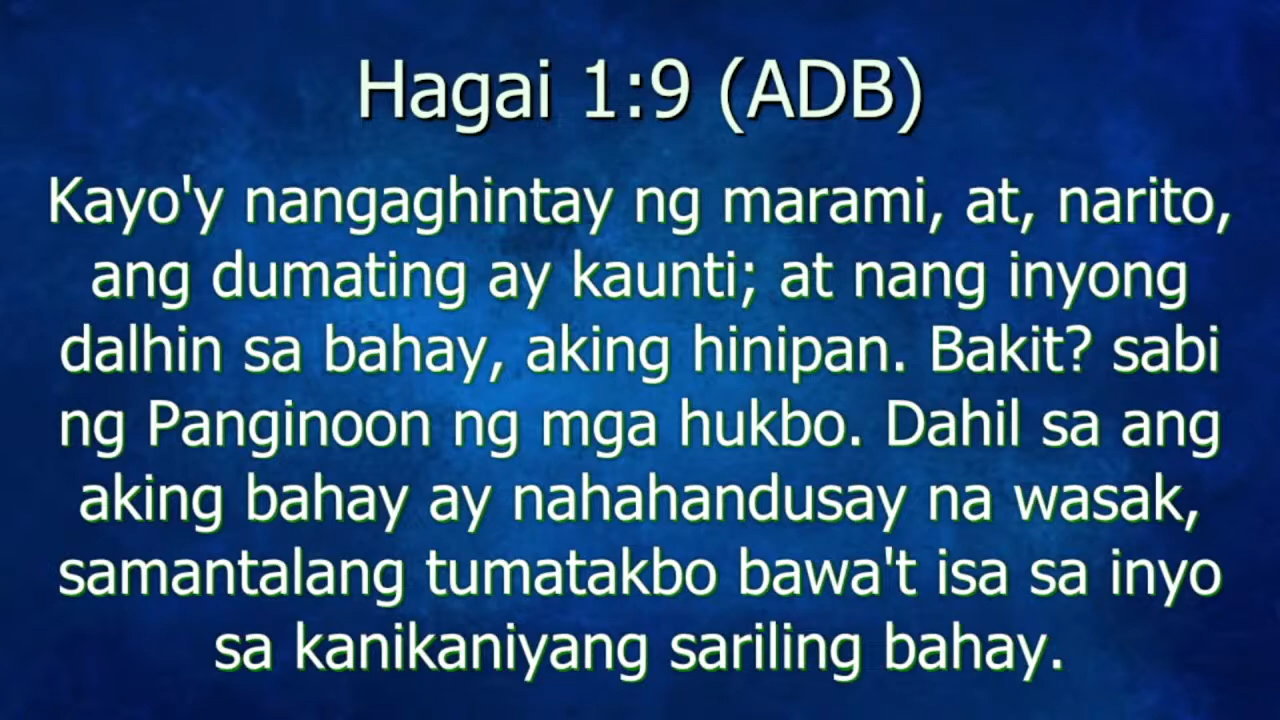 Hagai 1:9 (ADB)
Kayo'y nangaghintay ng marami, at, narito,
ang dumating ay kaunti; at nang inyong
dalhin sa bahay, aking hinipan. Bakit? sabi
ng Panginoon ng mga hukbo. Dahil sa ang
aking bahay ay nahahandusay na wasak,
samantalang tumatakbo bawa't isa sa inyo
sa kanikaniyang sariling bahay.